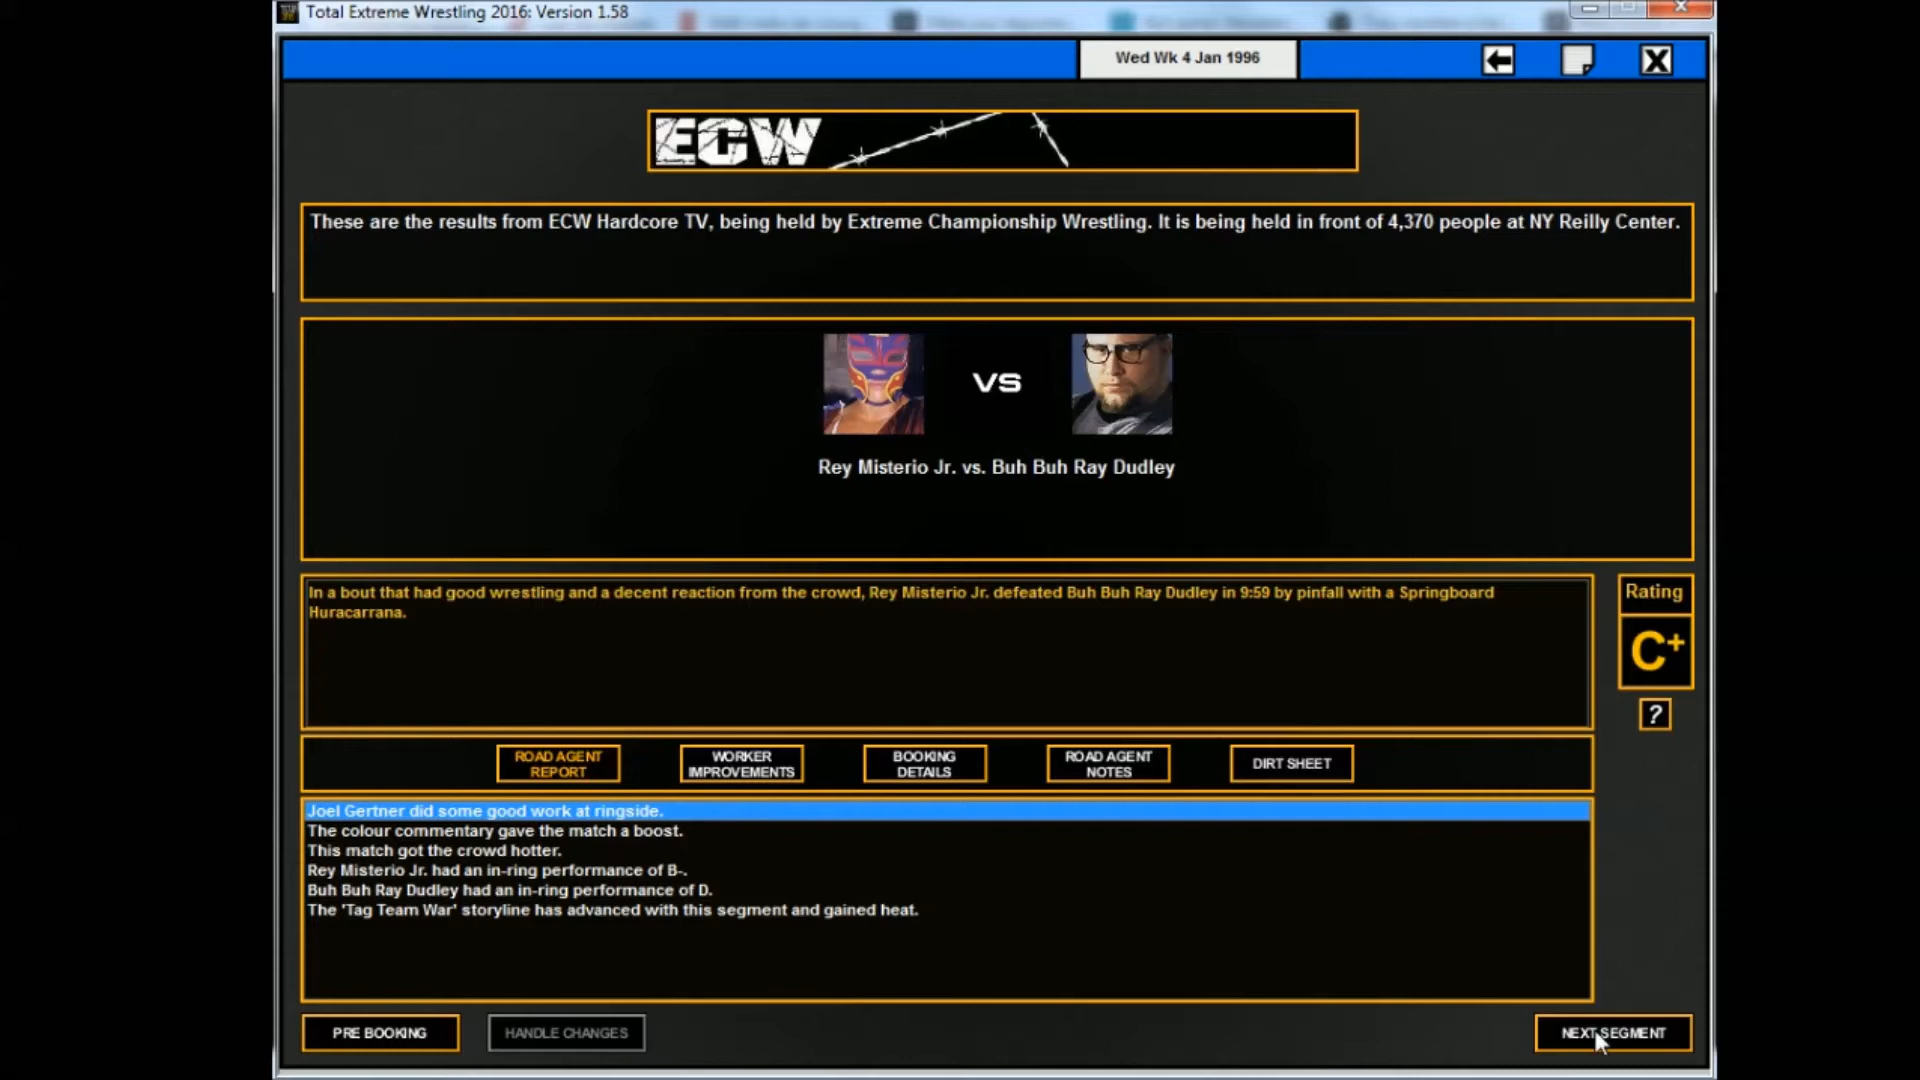 Total Extreme Wrestling 2016: Version 1.58
Wed Wk 4 Jan 1996
ECW
These are the results from ECW Hardcore TV, being held by Extreme Championship Wrestling. It is being held in front of 4,370 people at NY Reilly Center.
VS
Rey Misterio Jr. vs. Buh Buh Ray Dudley
In a bout that had good wrestling and a decent reaction from the crowd, Rey Misterio Jr. defeated Buh Buh Ray Dudley in 9:59 by pinfall with a Springboard
Huracarrana.
Rating
C+
?
ROAD AGENT
REPORT
WORKER
IMPROVEMENTS
BOOKING
DETAILS
ROAD AGENT
NOTES
DIRT SHEET
Joel Gertner did some good work at ringside.
The colour commentary gave the match a boost.
This match got the crowd hotter.
Rey Misterio Jr. had an in-ring performance of B-.
Buh Buh Ray Dudley had an in-ring performance of D.
The 'Tag Team War' storyline has advanced with this segment and gained heat.
PRE BOOKING
HANDLE CHANGES
NEXT SEGMENT